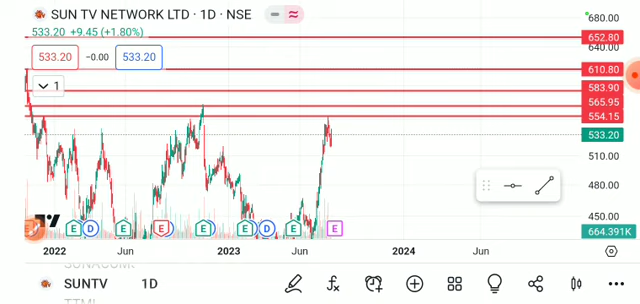 SUN TV NETWORK LTD · 1D · NSE
533.20 +9.45 (+1.80%)
533.20 −0.00 533.20
1
680.00
652.80
640.00
610.80
583.90
565.95
554.15
533.20
510.00
480.00
450.00
664.391K
E D E E E E D E E
2022 Jun 2023 Jun 2024 Jun
SUNTV 1D